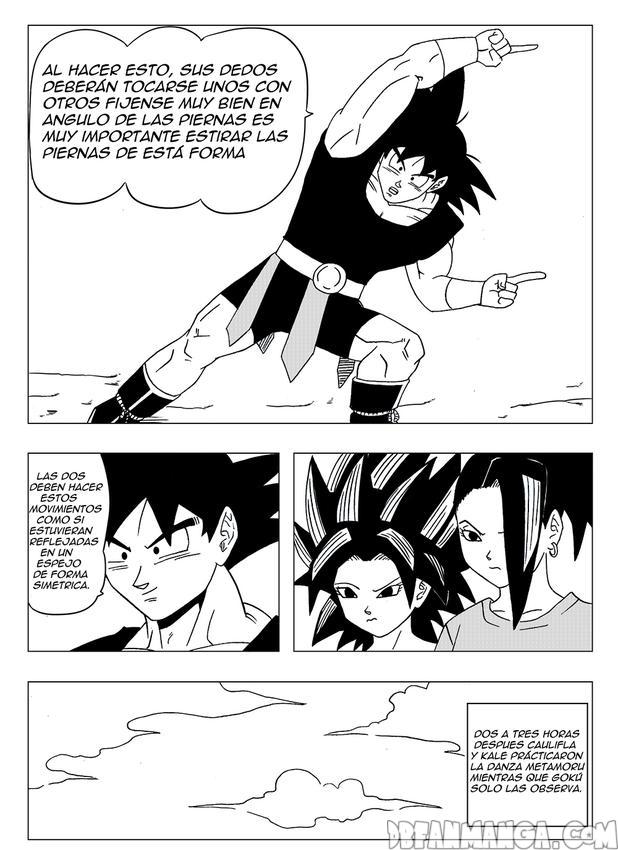 AL HACER ESTO, SUS DEDOS
DEBERÁN TOCARSE UNOS CON
OTROS FIJENSE MUY BIEN EN
ANGULO DE LAS PIERNAS ES
MUY IMPORTANTE ESTIRAR LAS
PIERNAS DE ESTÁ FORMA
LAS DOS
DEBEN HACER
ESTOS
MOVIMIENTOS
COMO SI
ESTUVIERAN
REFLEJADAS
EN UN
ESPEJO
DE FORMA
SIMETRICA.
DOS A TRES HORAS
DESPUES CAULIFLA
Y KALE PRÁCTICARON
LA DANZA METAMORU
MIENTRAS QUE GOKÚ
SOLO LAS OBSERVA.
DBFANMANGA.COM